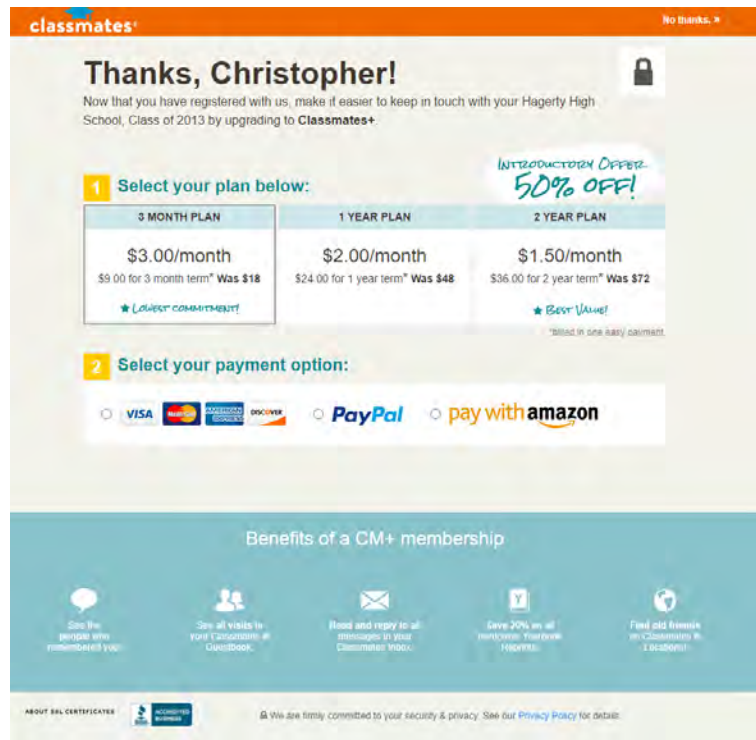 classmates
No thanks. »
Thanks, Christopher!
Now that you have registered with us, make it easier to keep in touch with your Hagerty High
School, Class of 2013 by upgrading to Classmates+
INTRODUCTORY OFFER
50% OFF!
1 Select your plan below:
3 MONTH PLAN
$3.00/month
$9.00 for 3 month term* Was $18
★ LOWEST COMMITMENT!
1 YEAR PLAN
$2.00/month
$24.00 for 1 year term* Was $48
2 YEAR PLAN
$1.50/month
$36.00 for 2 year term* Was $72
★ BEST VALUE!
*billed in one easy payment.
2 Select your payment option:
VISA MasterCard AMERICAN EXPRESS DISCOVER PayPal pay with amazon
Benefits of a CM+ membership
See the
people who
remembered you.
See all visits to
your Classmates
Guestbook.
Read and reply to all
messages in your
Classmates Inbox.
Y
Save 20% on all
Yearbook
Reprints.
Find old friends
on Classmates
Locations!
ABOUT SSL CERTIFICATES
BBB ACCREDITED
BUSINESS
We are firmly committed to your security & privacy. See our Privacy Policy for details.